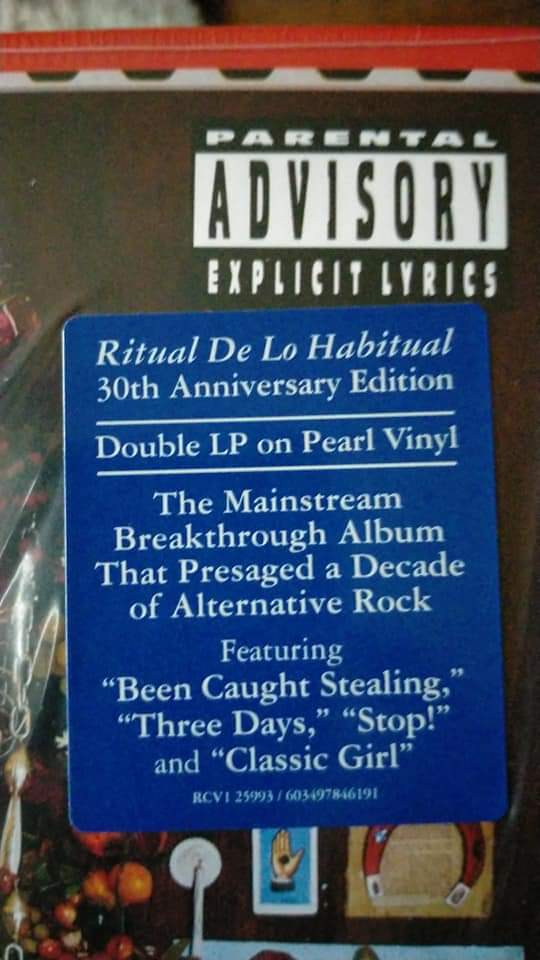 PARENTAL
ADVISORY
EXPLICIT LYRICS
Ritual De Lo Habitual
30th Anniversary Edition
Double LP on Pearl Vinyl
The Mainstream
Breakthrough Album
That Presaged a Decade
of Alternative Rock
Featuring
“Been Caught Stealing,”
“Three Days,” “Stop!”
and “Classic Girl”
RCV1 25993 / 603497846191